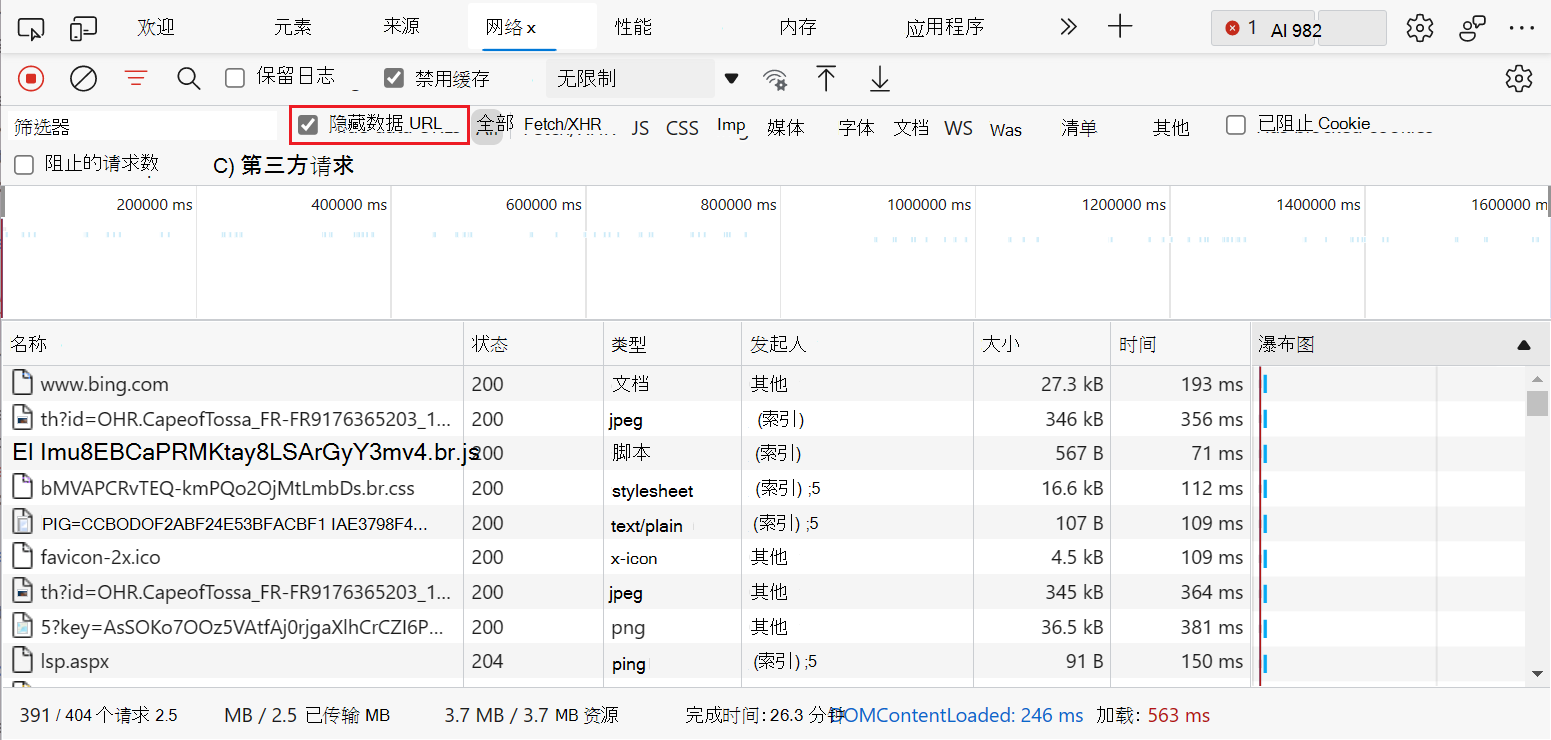 欢迎 元素 来源 网络 x 性能 内存 应用程序 1 AI 982
保留日志 禁用缓存 无限制
筛选器 隐藏数据 URL 全部 Fetch/XHR JS CSS Imp 媒体 字体 文档 WS Was 清单 其他 已阻止 Cookie
阻止的请求数 C) 第三方请求
200000 ms 400000 ms 600000 ms 800000 ms 1000000 ms 1200000 ms 1400000 ms 1600000 m
名称 状态 类型 发起人 大小 时间 瀑布图
www.bing.com 200 文档 其他 27.3 kB 193 ms
th?id=OHR.CapeofTossa_FR-FR9176365203_1... 200 jpeg (索引) 346 kB 356 ms
El Imu8EBCaPRMKtay8LSArGyY3mv4.br.js 200 脚本 (索引) 567 B 71 ms
bMVAPCRvTEQ-kmPQo2OjMtLmbDs.br.css 200 stylesheet (索引) ;5 16.6 kB 112 ms
PIG=CCBODOF2ABF24E53BFACBF1 IAE3798F4... 200 text/plain (索引) ;5 107 B 109 ms
favicon-2x.ico 200 x-icon 其他 4.5 kB 109 ms
th?id=OHR.CapeofTossa_FR-FR9176365203_1... 200 jpeg 其他 345 kB 364 ms
5?key=AsSOKo7OOz5VAtfAj0rjgaXlhCrCZI6P... 200 png 其他 36.5 kB 381 ms
lsp.aspx 204 ping (索引) ;5 91 B 150 ms
391 / 404 个请求 2.5 MB / 2.5 已传输 MB 3.7 MB / 3.7 MB 资源 完成时间: 26.3 分钟 DOMContentLoaded: 246 ms 加载: 563 ms